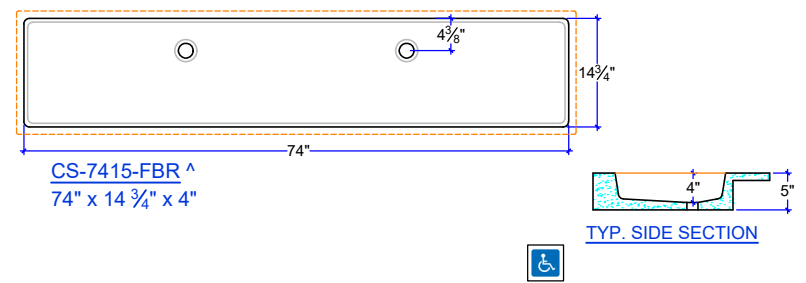 4⅜"
14¾"
74"
CS-7415-FBR ^
74" x 14 ¾" x 4"
4"
5"
TYP. SIDE SECTION